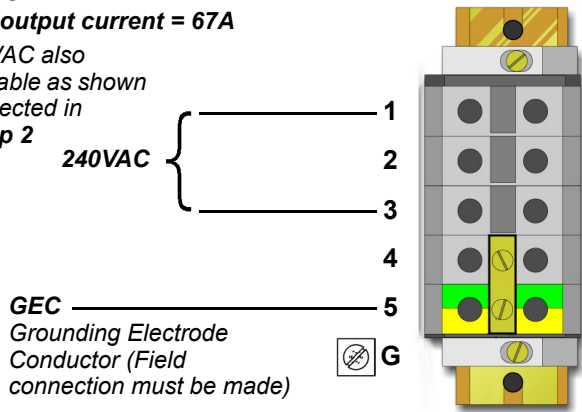 output current = 67A
VAC also
able as shown
ected in
p 2
240VAC
1
2
3
4
GEC
5
Grounding Electrode
Conductor (Field
connection must be made)
G